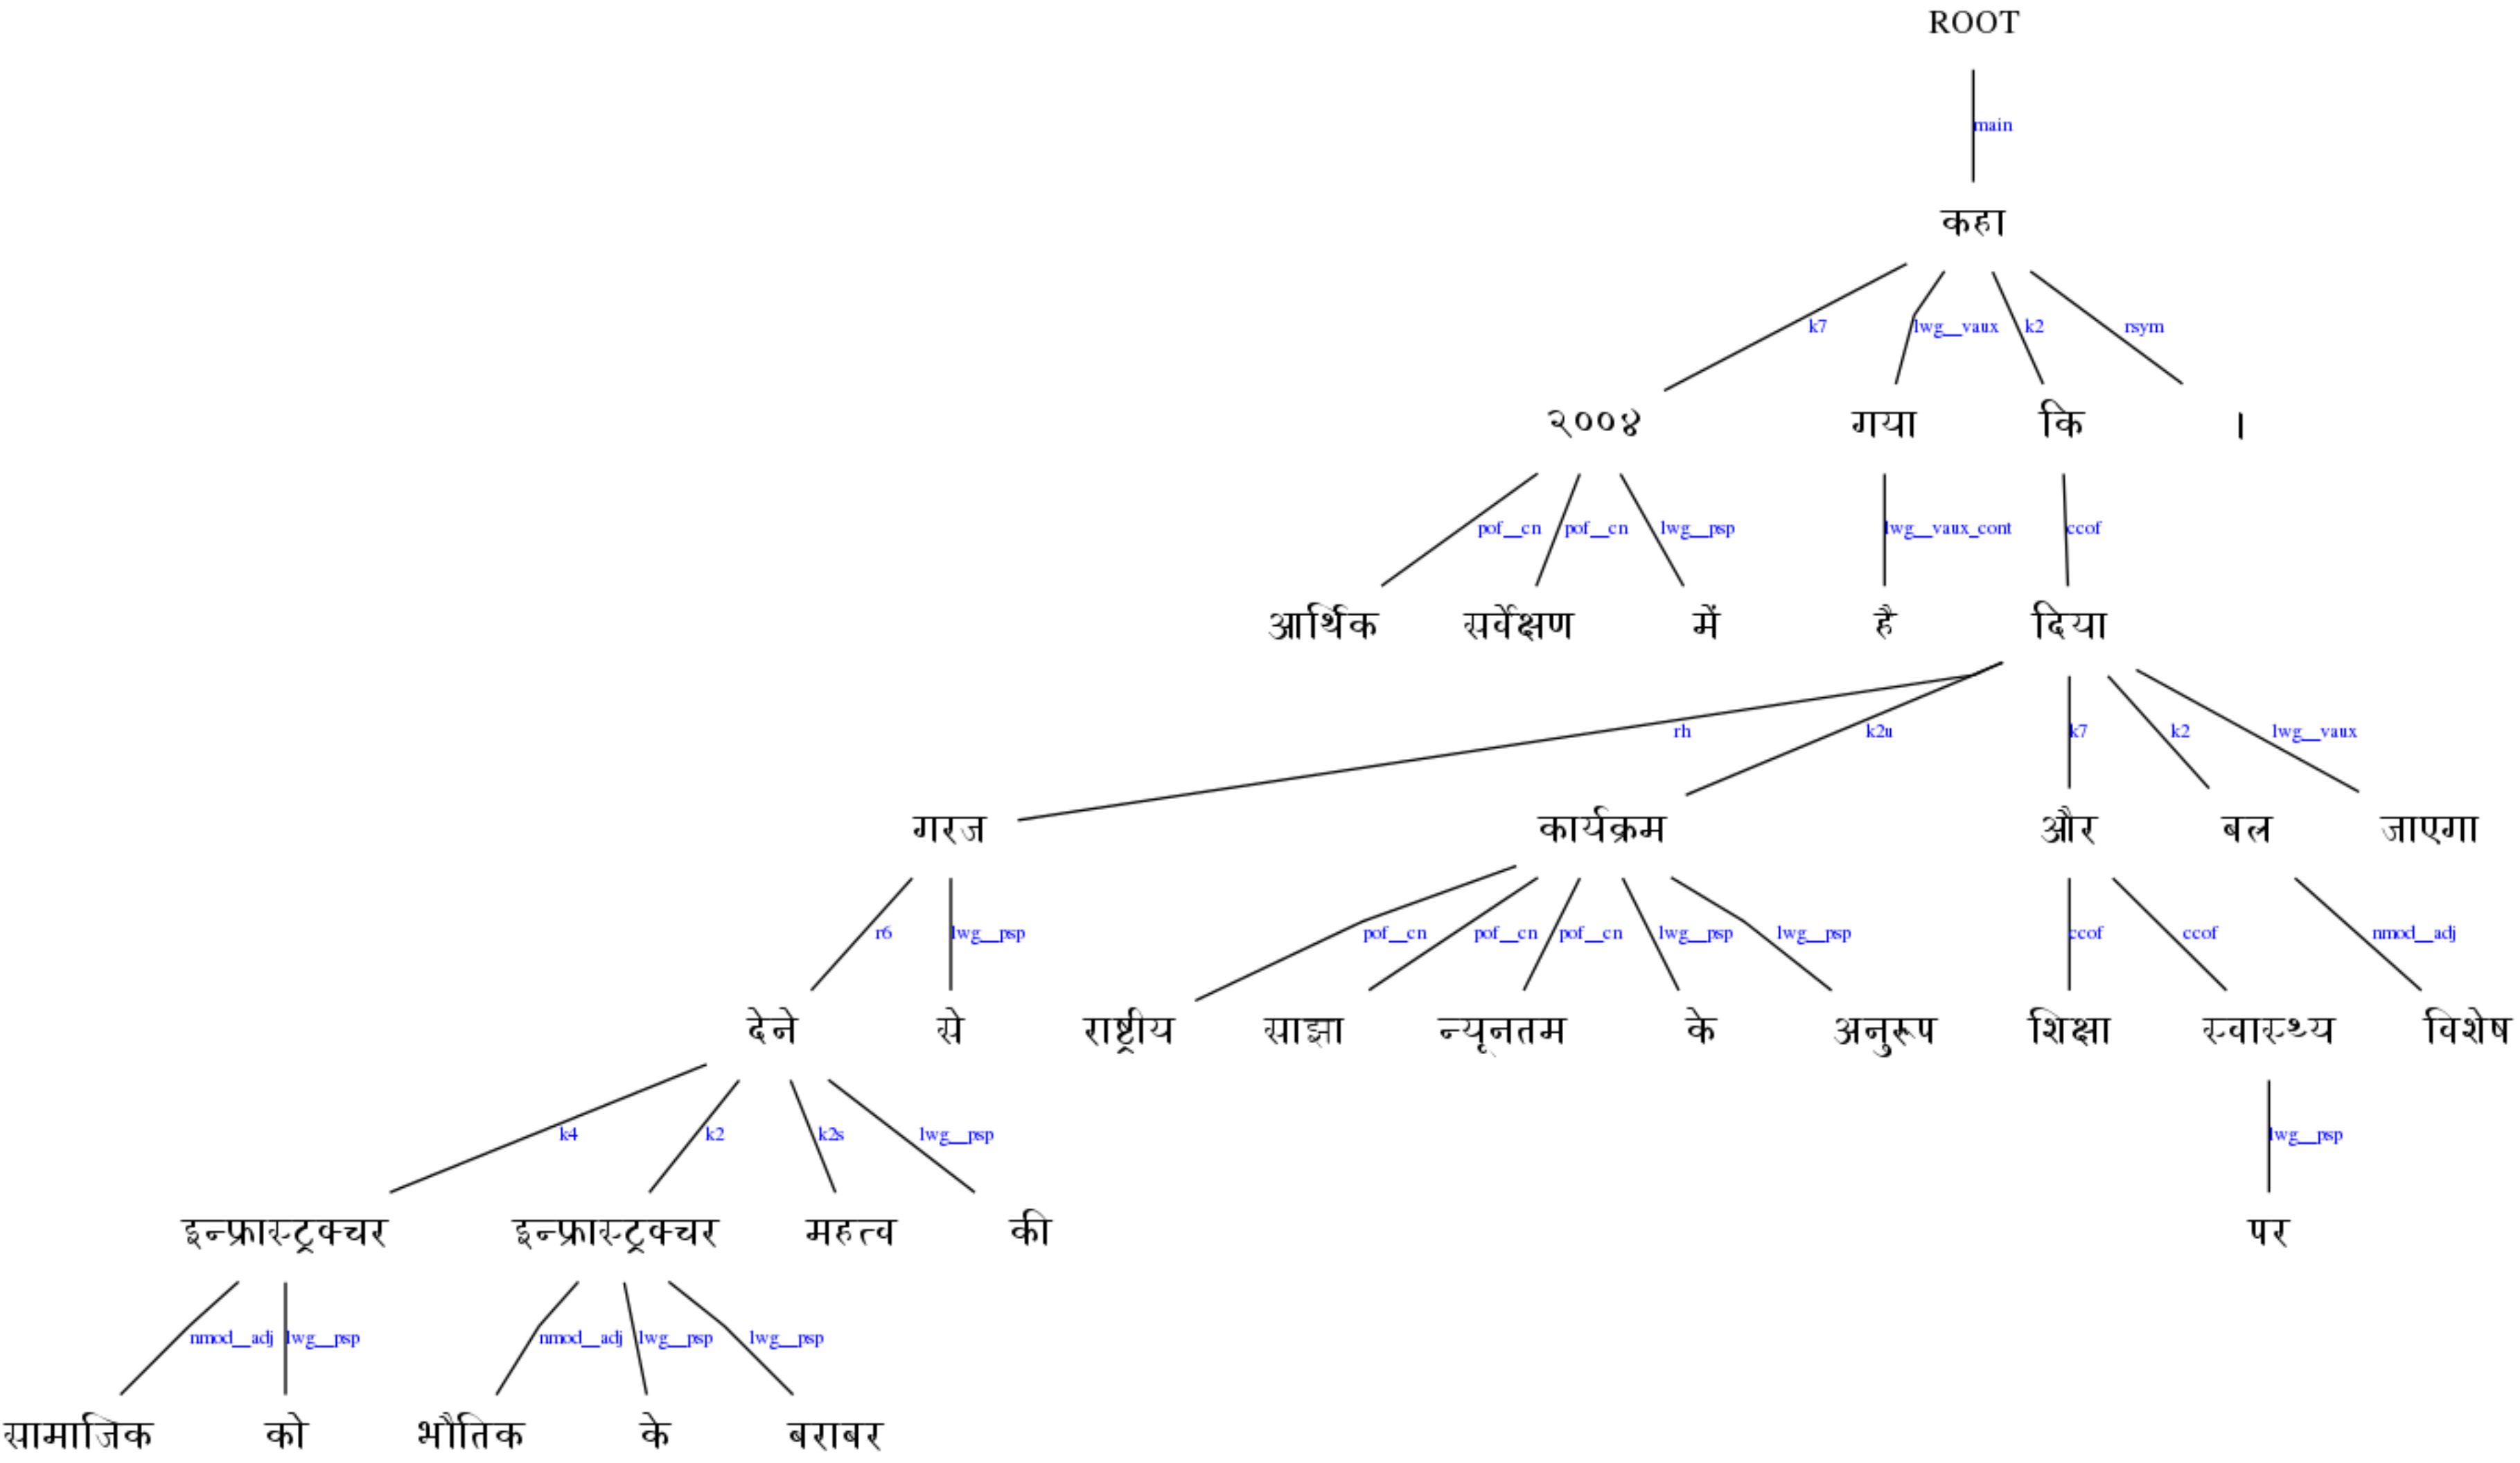 ROOT
main
कहा
k7 lwg__vaux k2 rsym
२००४ गया कि ।
pof__cn pof__cn lwg__psp lwg__vaux_cont ccof
आर्थिक सर्वेक्षण में है दिया
rh k2u k7 k2 lwg__vaux
गरज कार्यक्रम और बल जाएगा
r6 lwg__psp pof__cn pof__cn pof__cn lwg__psp lwg__psp ccof ccof nmod__adj
देने से राष्ट्रीय साझा न्यूनतम के अनुरूप शिक्षा स्वास्थ्य विशेष
k4 k2 k2s lwg__psp lwg__psp
इन्फ्रास्ट्रक्चर इन्फ्रास्ट्रक्चर महत्व की पर
nmod__adj lwg__psp nmod__adj lwg__psp lwg__psp
सामाजिक को भौतिक के बराबर